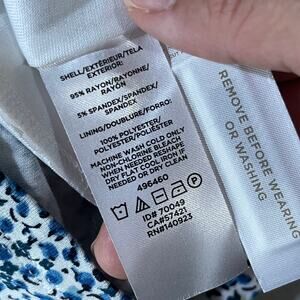 SHELL/EXTÉRIEUR/TELA
EXTERIOR:
95% RAYON/RAYONNE/
RAYÓN
5% SPANDEX/SPANDEX/
SPANDEX
LINING/DOUBLURE/FORRO:
100% POLYESTER/
POLYESTER/POLIÉSTER
MACHINE WASH COLD ONLY
NON-CHLORINE BLEACH
WHEN NEEDED RESHAPE
DRY FLAT COOL IRON IF
NEEDED OR DRY CLEAN
496460
ID# 70049
CA#57421
RN#140923
REMOVE BEFORE WEARING
OR WASHING